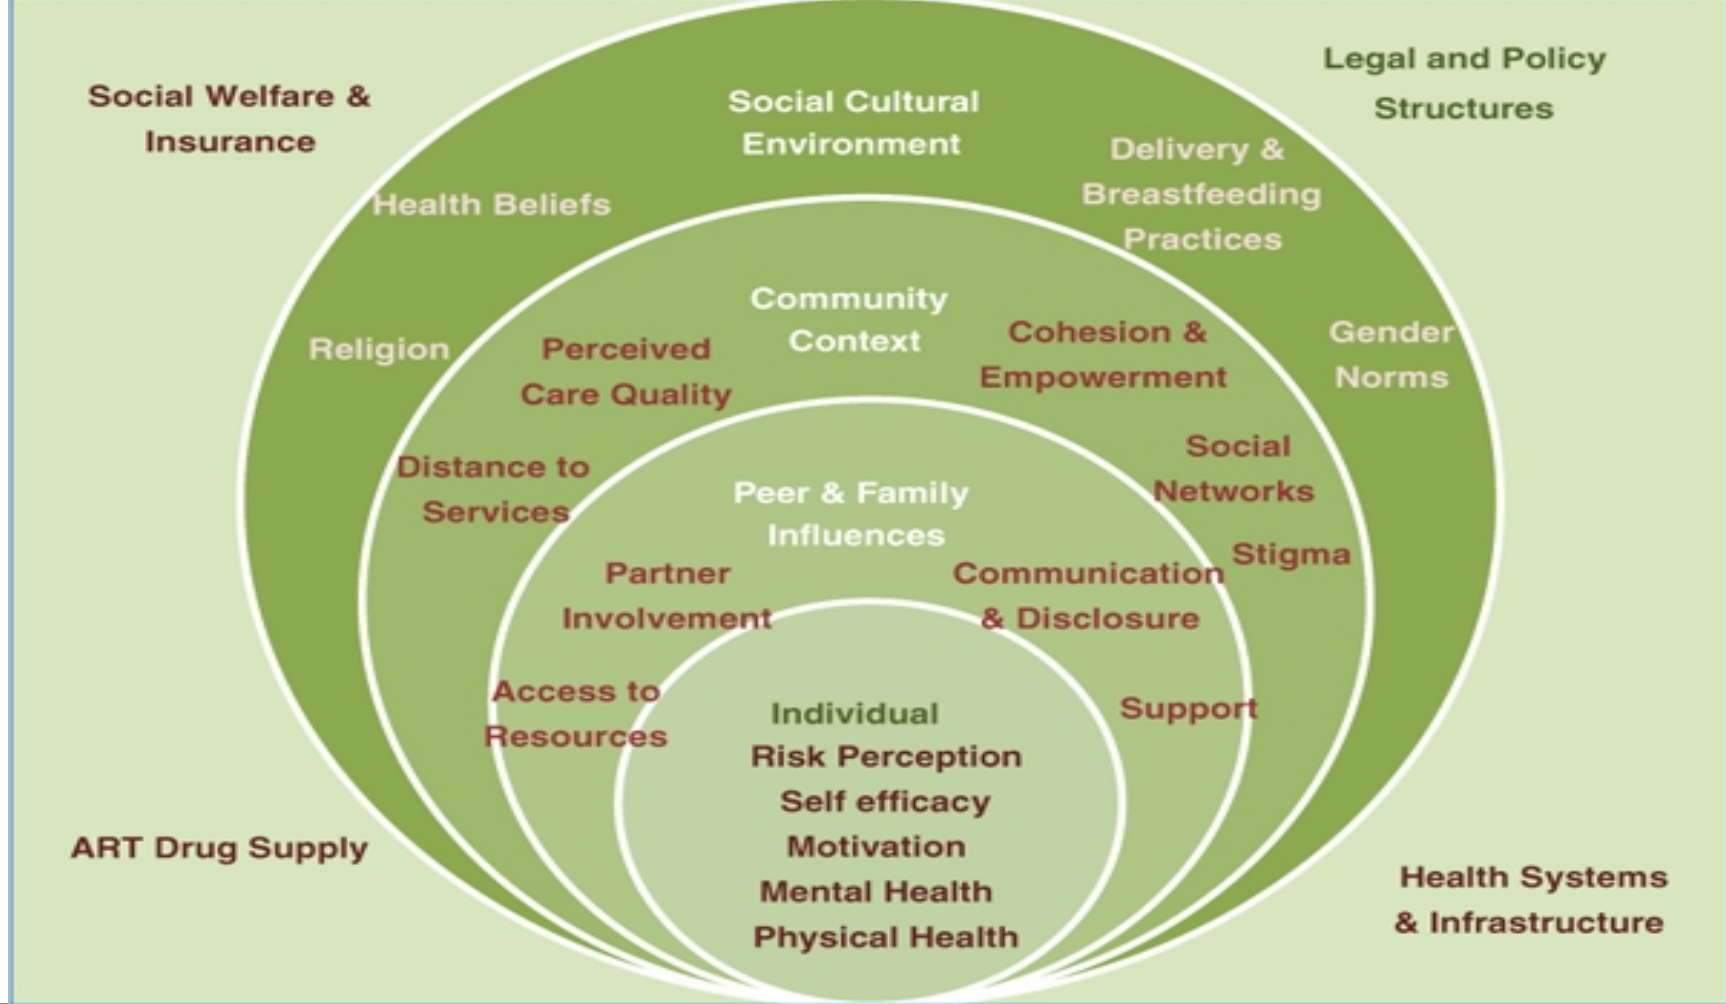 Legal and Policy
Structures
Social Welfare &
Insurance
Social Cultural
Environment
Delivery &
Breastfeeding
Practices
Health Beliefs
Religion
Gender
Norms
Community
Context
Perceived
Care Quality
Cohesion &
Empowerment
Distance to
Services
Social
Networks
Stigma
Peer & Family
Influences
Partner
Involvement
Communication
& Disclosure
Access to
Resources
Support
Individual
Risk Perception
Self efficacy
Motivation
Mental Health
Physical Health
ART Drug Supply
Health Systems
& Infrastructure